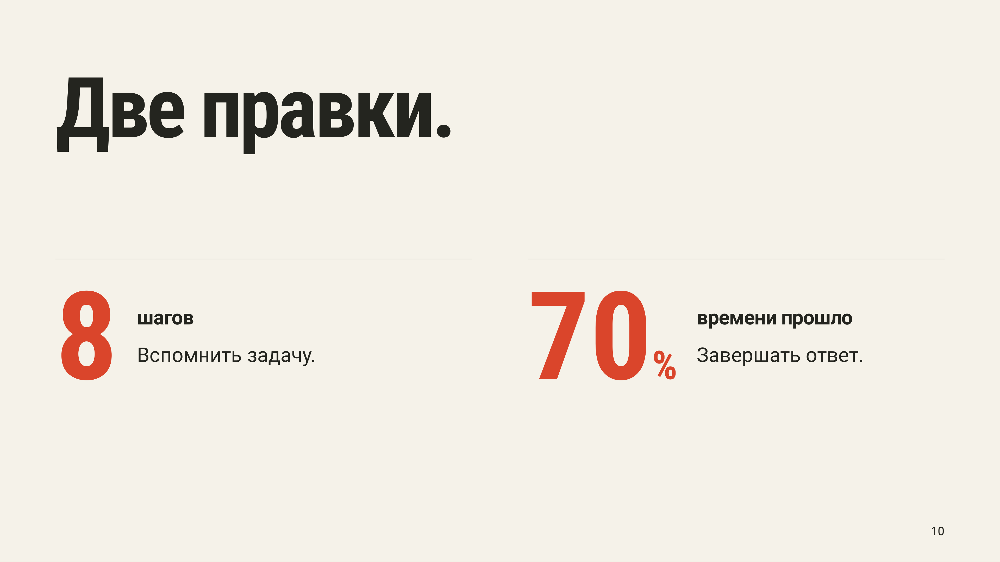 Две правки.
8
шагов
Вспомнить задачу.
70%
времени прошло
Завершать ответ.
10